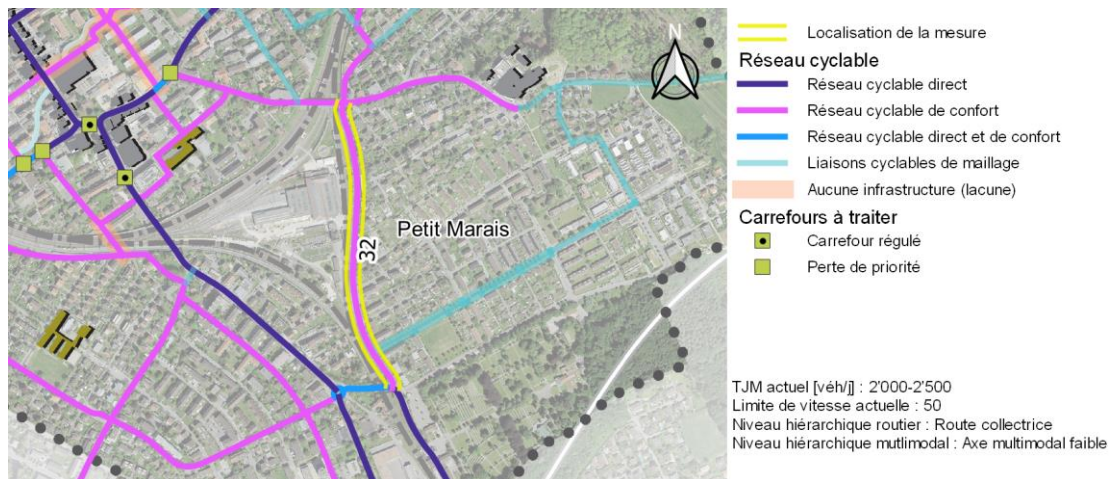 N
Petit Marais
32
Localisation de la mesure
Réseau cyclable
Réseau cyclable direct
Réseau cyclable de confort
Réseau cyclable direct et de confort
Liaisons cyclables de maillage
Aucune infrastructure (lacune)
Carrefours à traiter
Carrefour régulé
Perte de priorité
TJM actuel [véh/j] : 2'000-2'500
Limite de vitesse actuelle : 50
Niveau hiérarchique routier : Route collectrice
Niveau hiérarchique mutlimodal : Axe multimodal faible